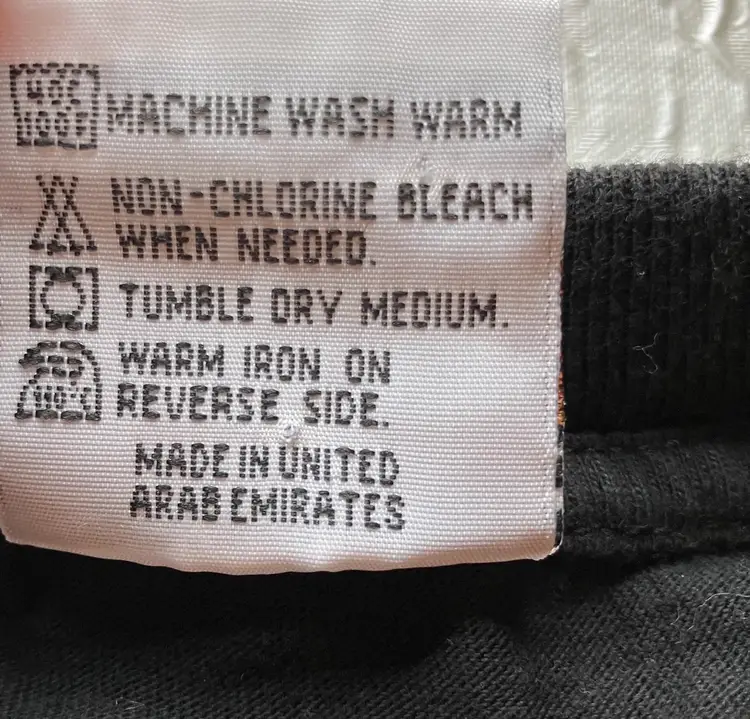 MACHINE WASH WARM
NON-CHLORINE BLEACH
WHEN NEEDED.
TUMBLE DRY MEDIUM.
WARM IRON ON
REVERSE SIDE.
MADE IN UNITED
ARAB EMIRATES